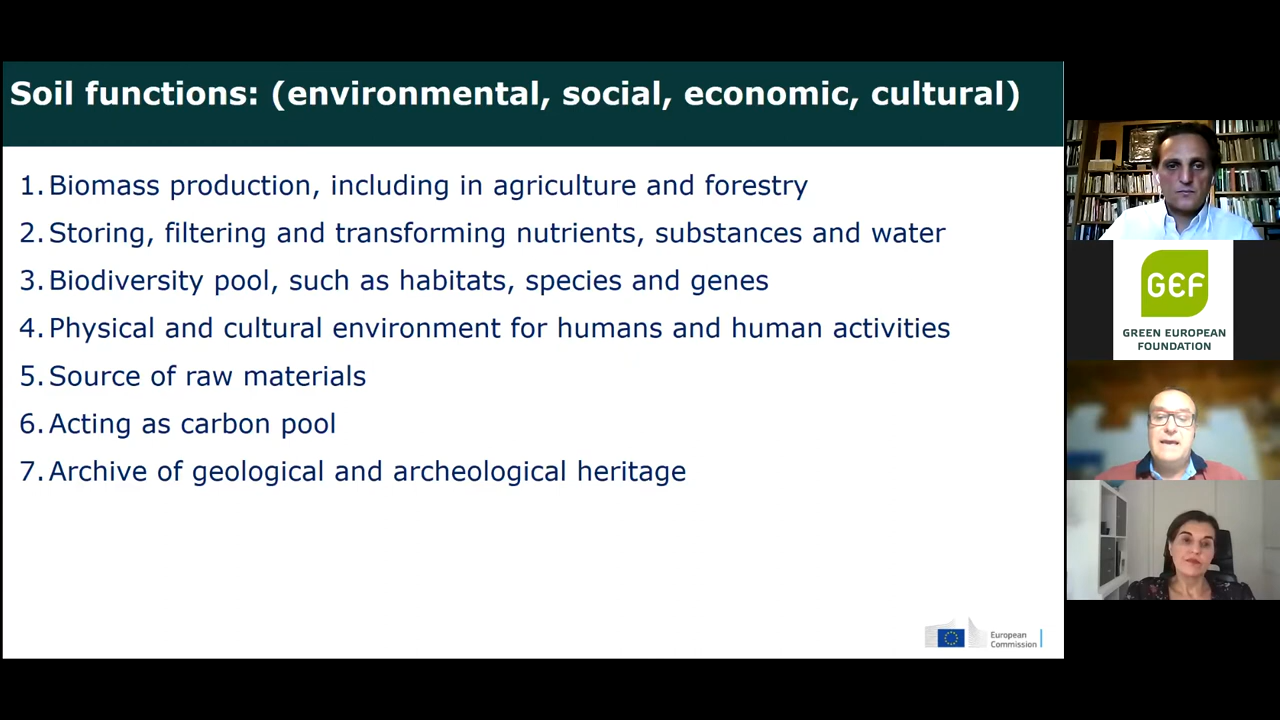 Soil functions: (environmental, social, economic, cultural)
1. Biomass production, including in agriculture and forestry
2. Storing, filtering and transforming nutrients, substances and water
3. Biodiversity pool, such as habitats, species and genes
4. Physical and cultural environment for humans and human activities
5. Source of raw materials
6. Acting as carbon pool
7. Archive of geological and archeological heritage
European
Commission
GEF
GREEN EUROPEAN
FOUNDATION